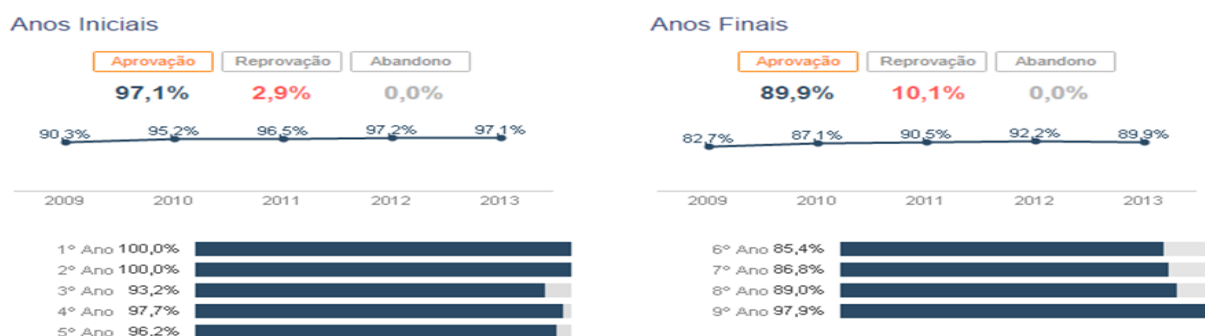 Anos Iniciais
Aprovação Reprovação Abandono
97,1% 2,9% 0,0%
90,3% 95,2% 96,5% 97,2% 97,1%
2009 2010 2011 2012 2013
1º Ano 100,0%
2º Ano 100,0%
3º Ano 93,2%
4º Ano 97,7%
5º Ano 96,2%
Anos Finais
Aprovação Reprovação Abandono
89,9% 10,1% 0,0%
82,7% 87,1% 90,5% 92,2% 89,9%
2009 2010 2011 2012 2013
6º Ano 85,4%
7º Ano 86,8%
8º Ano 89,0%
9º Ano 97,9%